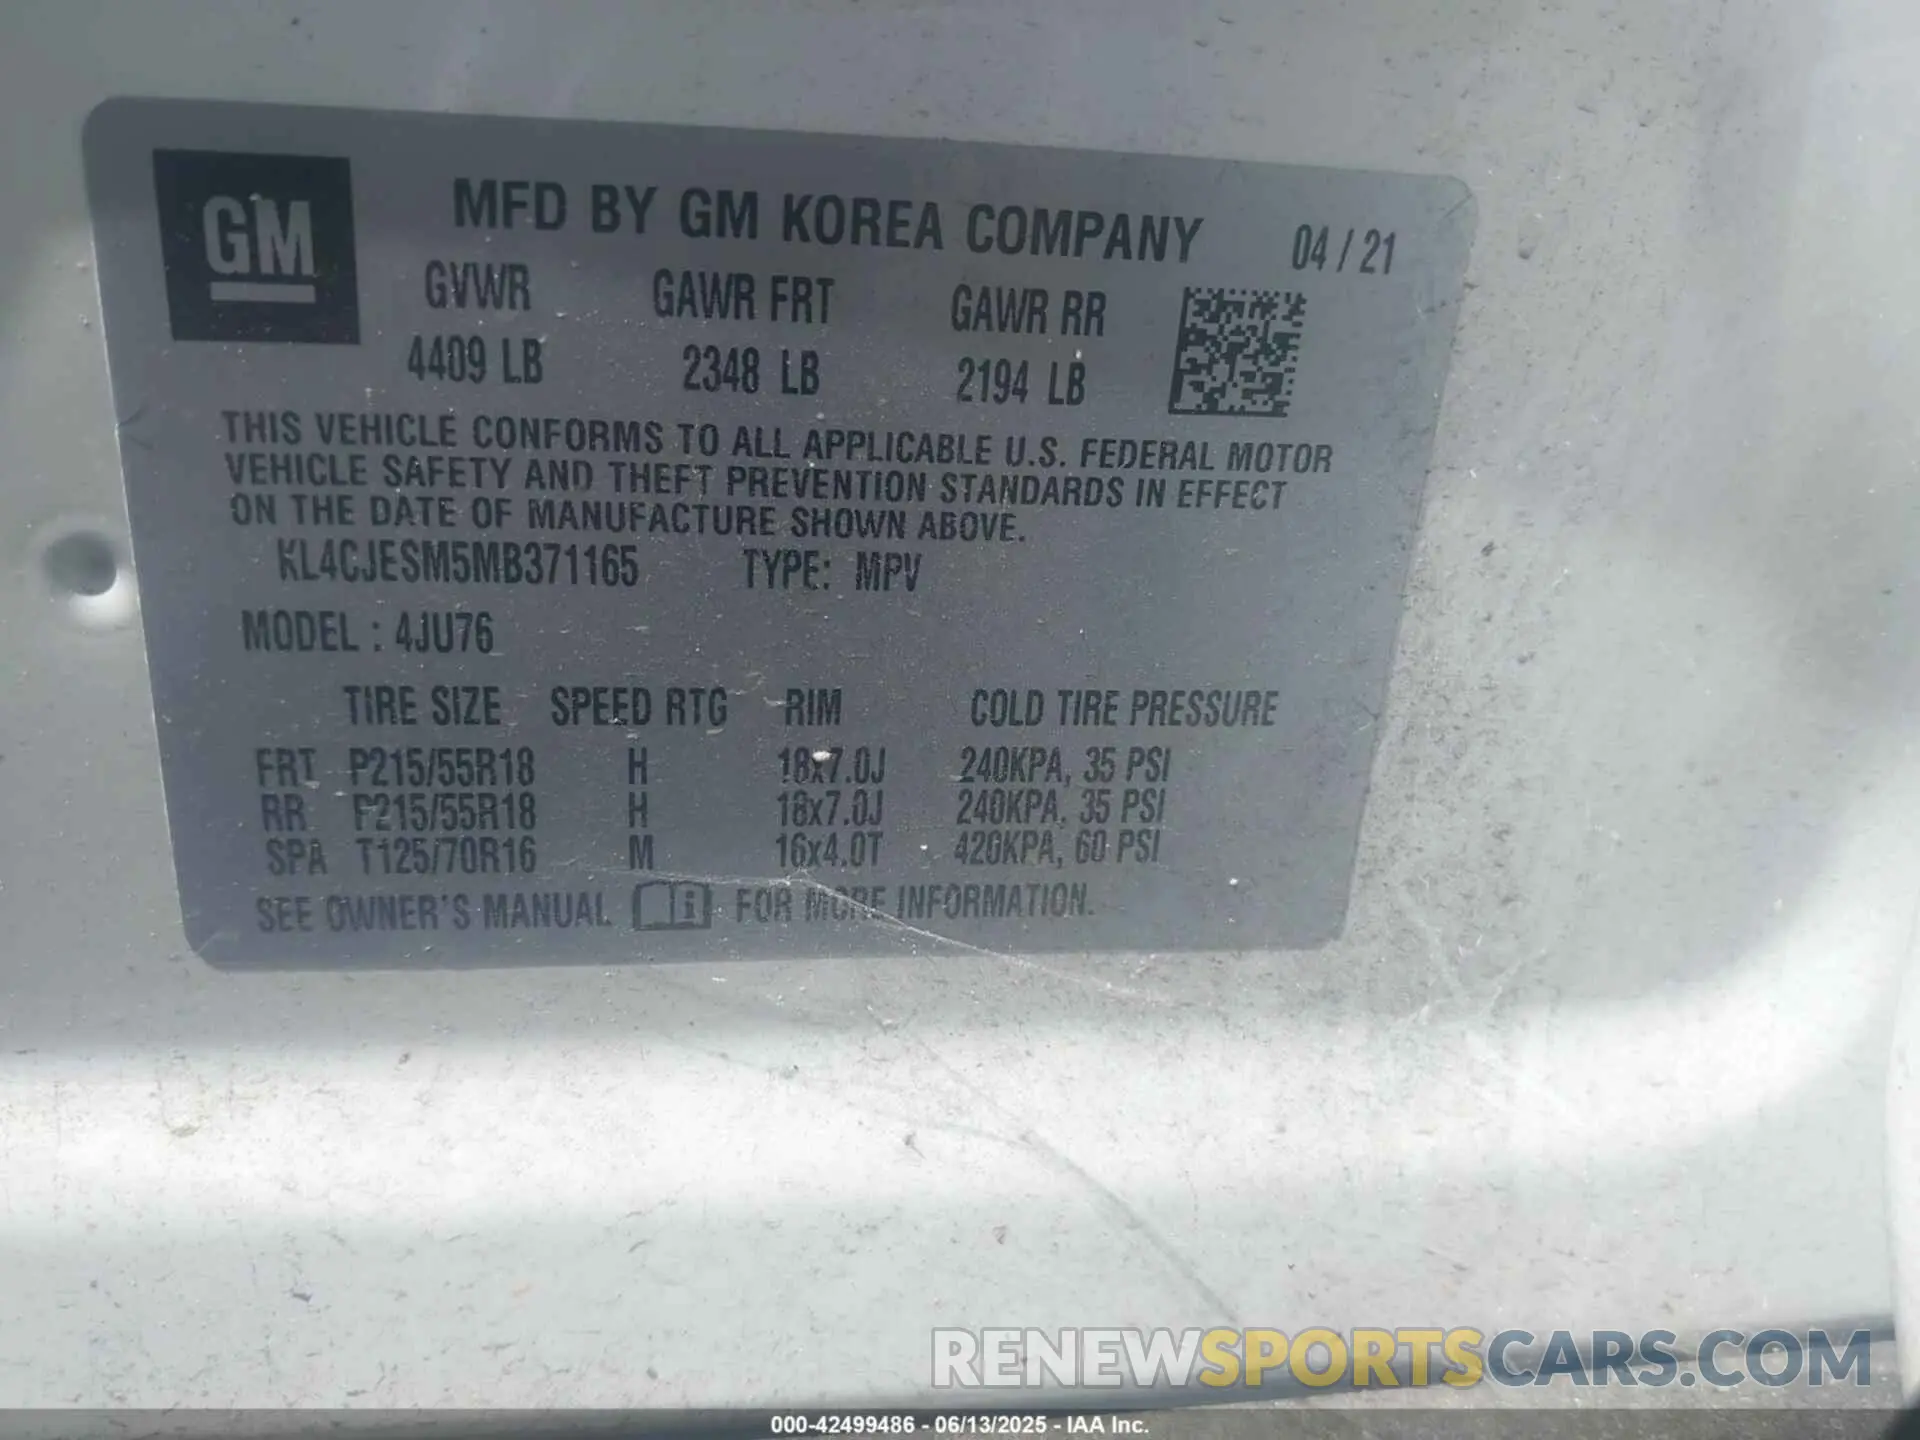 GM
MFD BY GM KOREA COMPANY 04 / 21
GVWR GAWR FRT GAWR RR
4409 LB 2348 LB 2194 LB
THIS VEHICLE CONFORMS TO ALL APPLICABLE U.S. FEDERAL MOTOR
VEHICLE SAFETY AND THEFT PREVENTION STANDARDS IN EFFECT
ON THE DATE OF MANUFACTURE SHOWN ABOVE.
KL4CJESM5MB371165 TYPE: MPV
MODEL : 4JU76
TIRE SIZE SPEED RTG RIM COLD TIRE PRESSURE
FRT P215/55R18 H 18x7.0J 240KPA, 35 PSI
RR P215/55R18 H 18x7.0J 240KPA, 35 PSI
SPA T125/70R16 M 16x4.0T 420KPA, 60 PSI
SEE OWNER'S MANUAL FOR MORE INFORMATION.
RENEWSPORTSCARS.COM
000-42499486 - 06/13/2025 - IAA Inc.